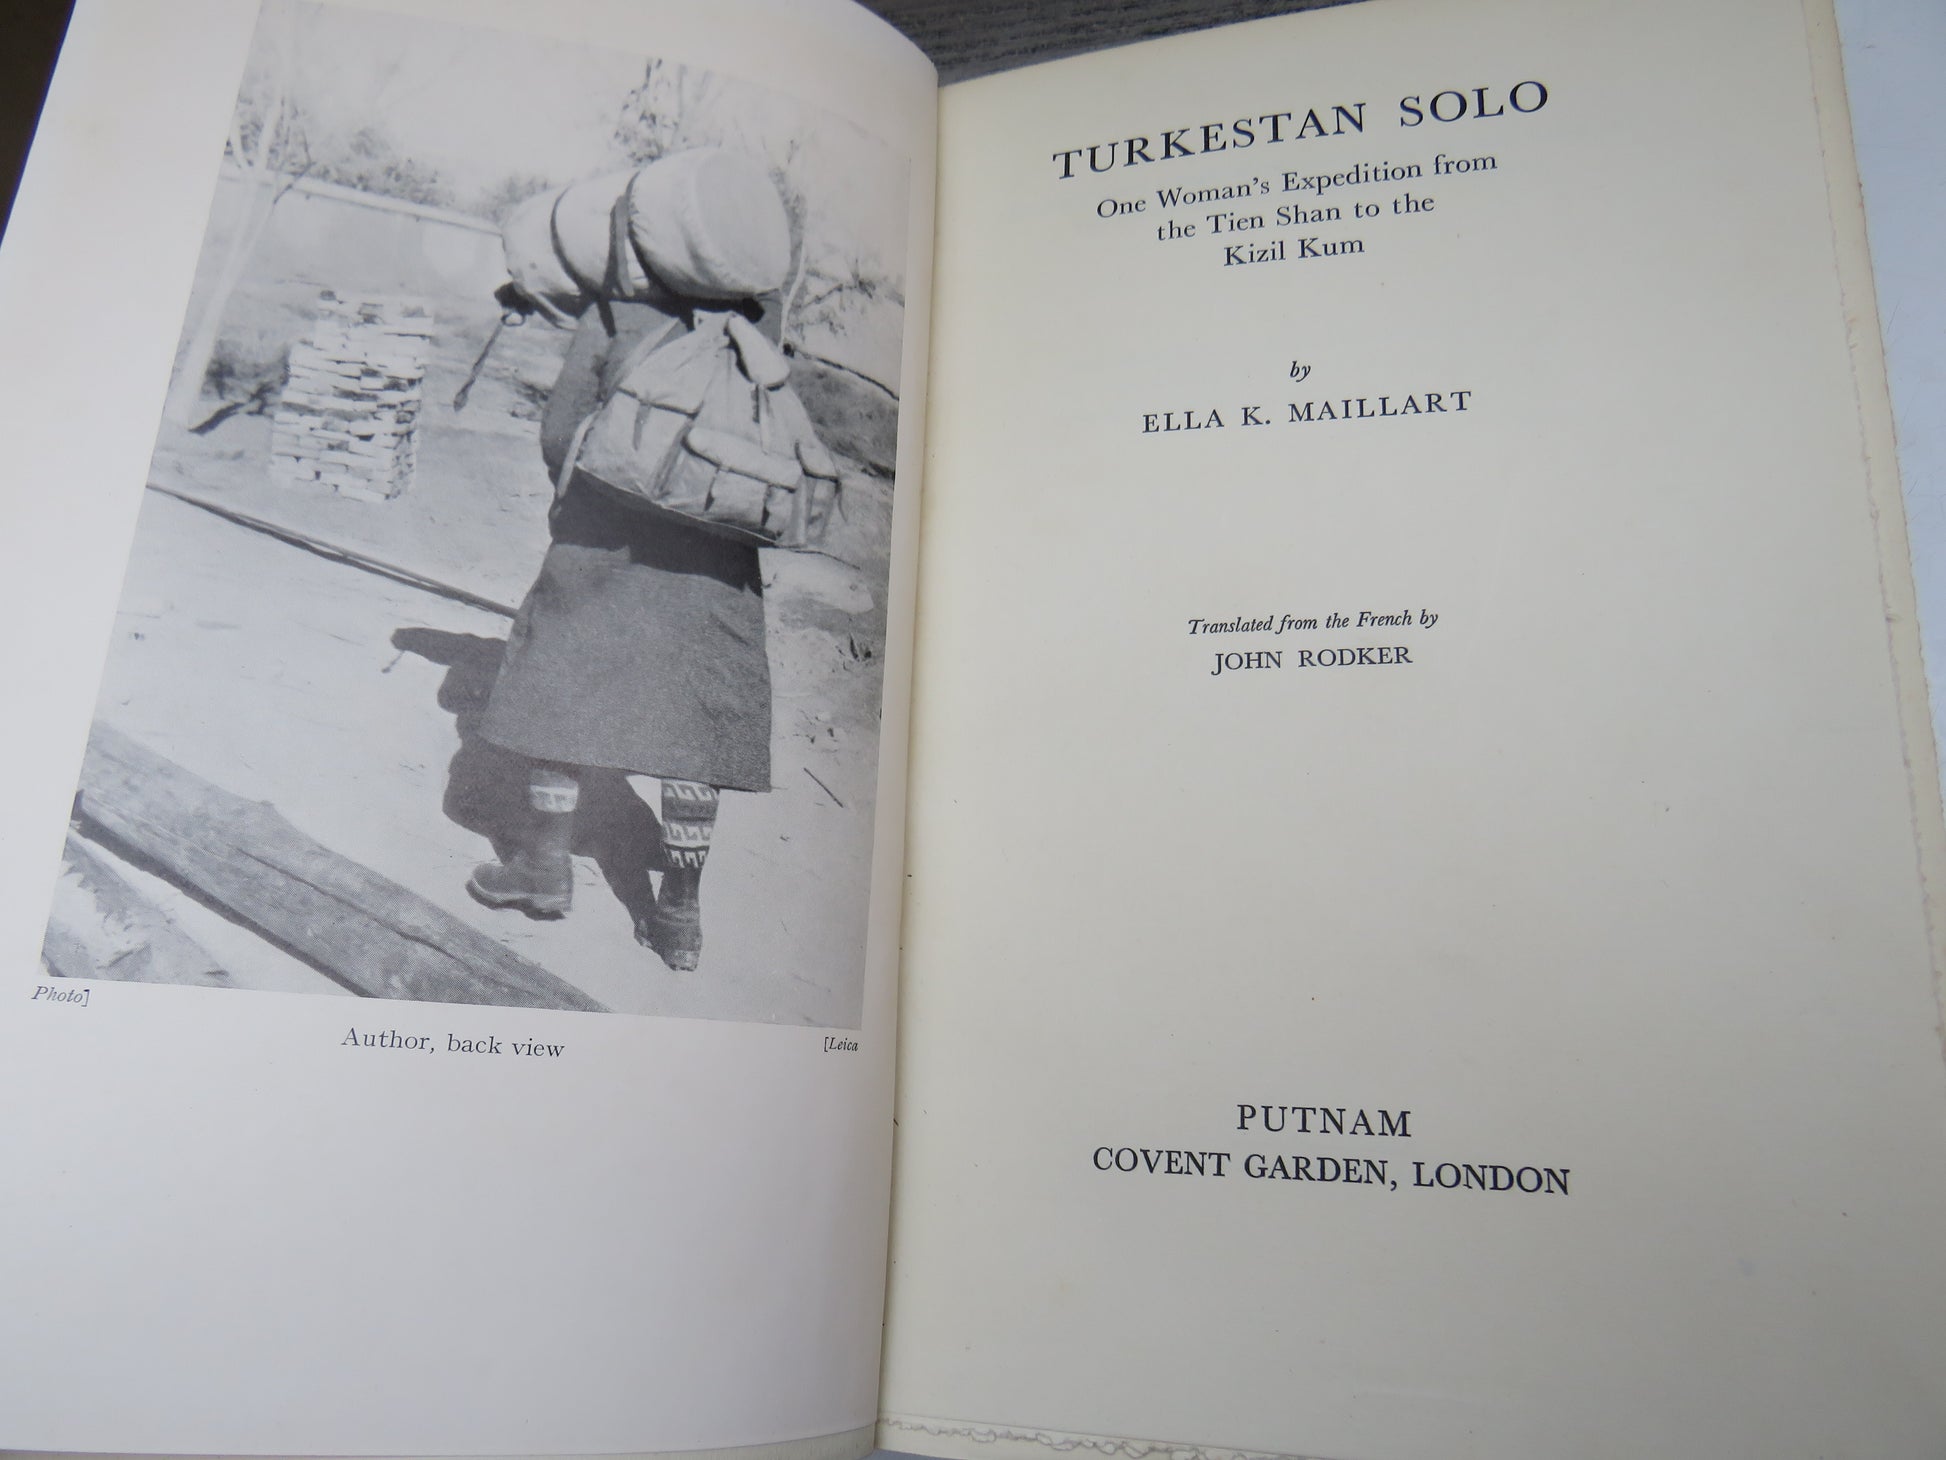 Photo]
[Leica
Author, back view
TURKESTAN SOLO
One Woman's Expedition from
the Tien Shan to the
Kizil Kum
by
ELLA K. MAILLART
Translated from the French by
JOHN RODKER
PUTNAM
COVENT GARDEN, LONDON